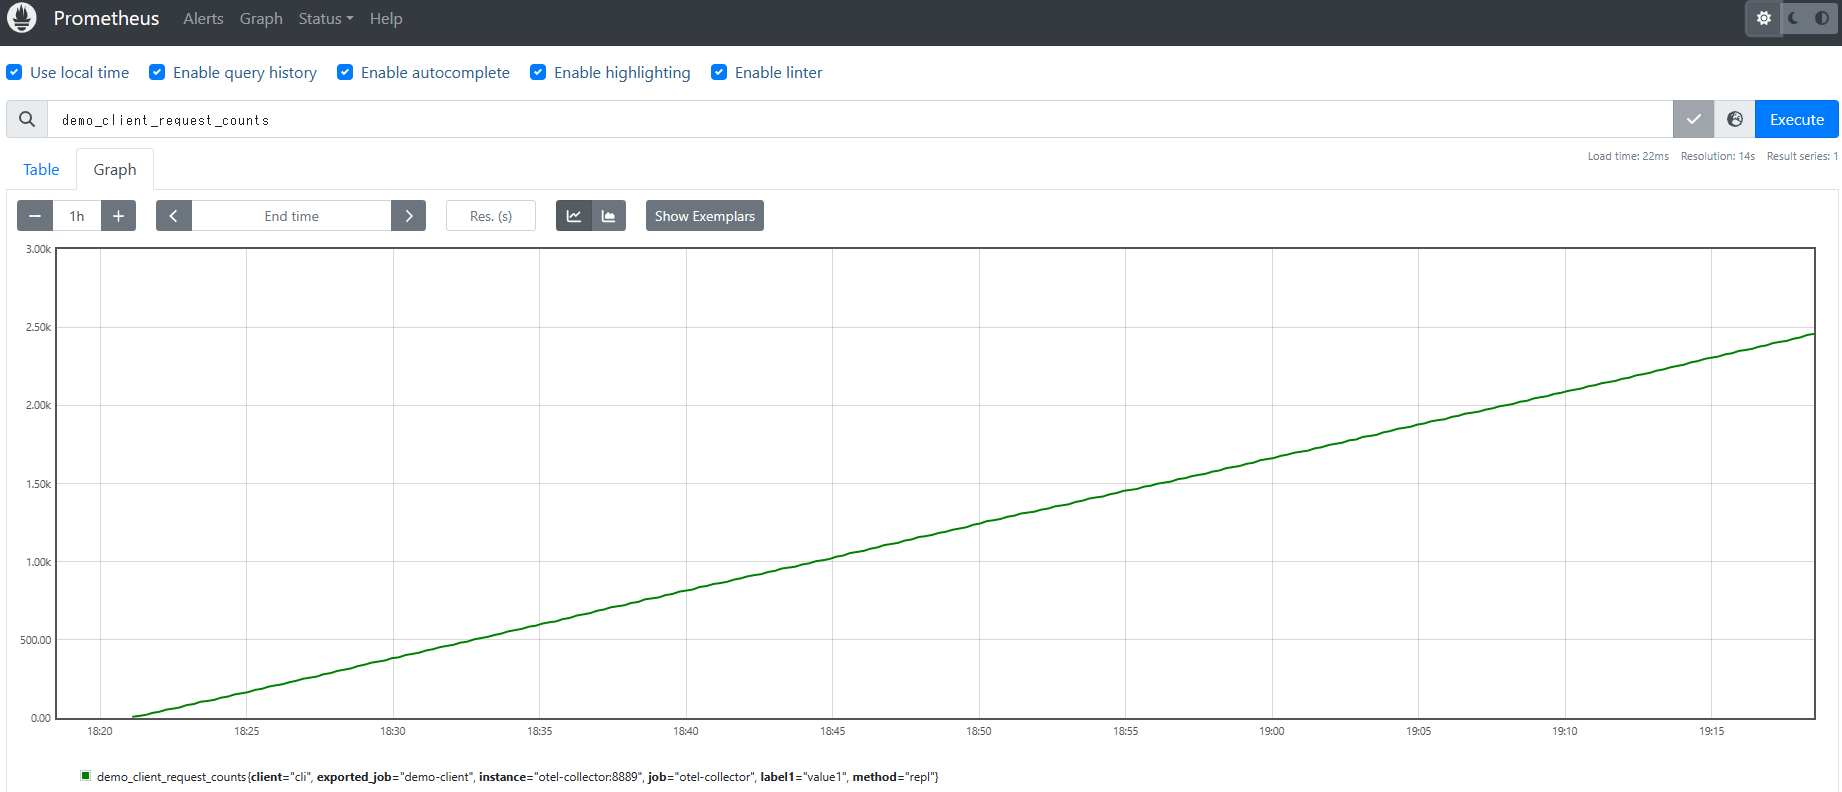 Prometheus Alerts Graph Status Help
Use local time Enable query history Enable autocomplete Enable highlighting Enable linter
demo_client_request_counts Execute
Table Graph Load time: 22ms Resolution: 14s Result series: 1
1h End time Res. (s) Show Exemplars
3.00k
2.50k
2.00k
1.50k
1.00k
500.00
0.00
18:20 18:25 18:30 18:35 18:40 18:45 18:50 18:55 19:00 19:05 19:10 19:15
demo_client_request_counts{client="cli", exported_job="demo-client", instance="otel-collector:8889", job="otel-collector", label1="value1", method="repl"}